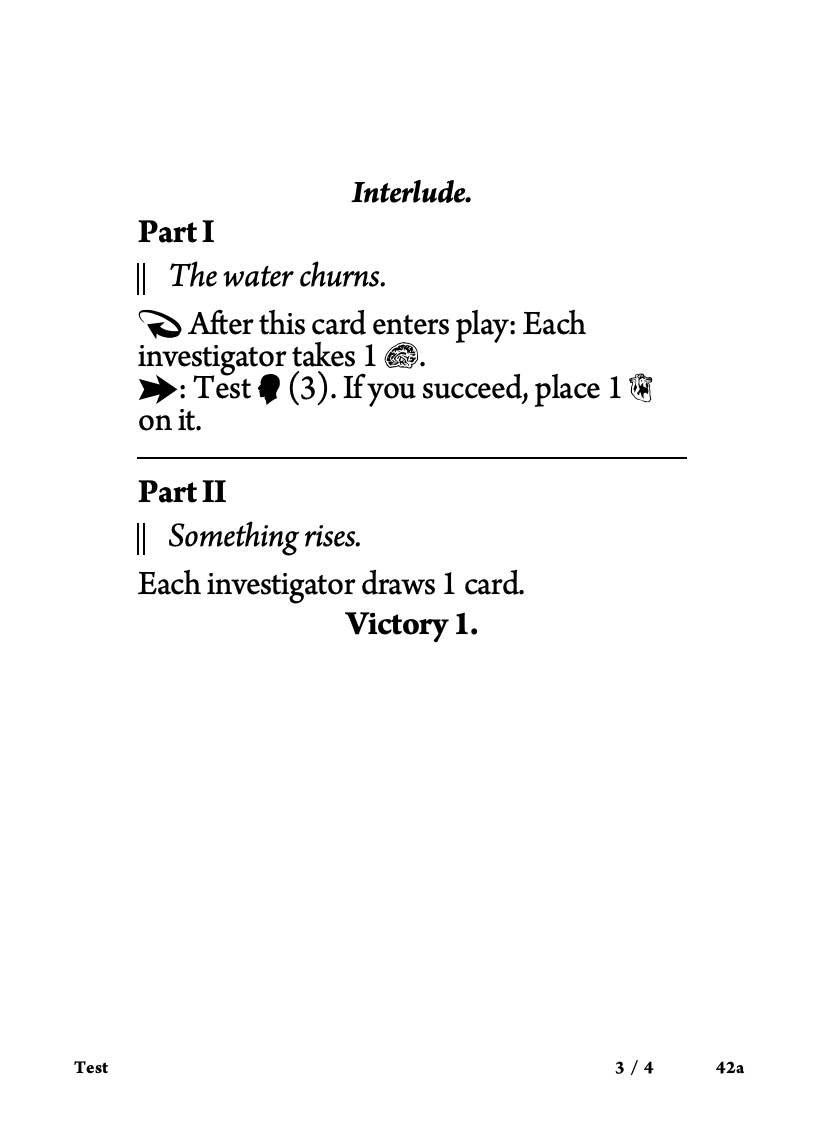 Interlude.
Part I
The water churns.
After this card enters play: Each
investigator takes 1 .
: Test (3). If you succeed, place 1
on it.
Part II
Something rises.
Each investigator draws 1 card.
Victory 1.
Test 3 / 4 42a